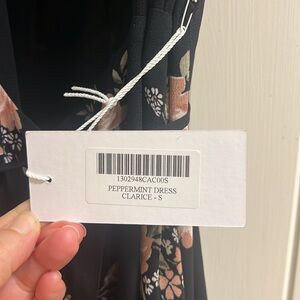 1302948CAC00S
PEPPERMINT DRESS
CLARICE - S